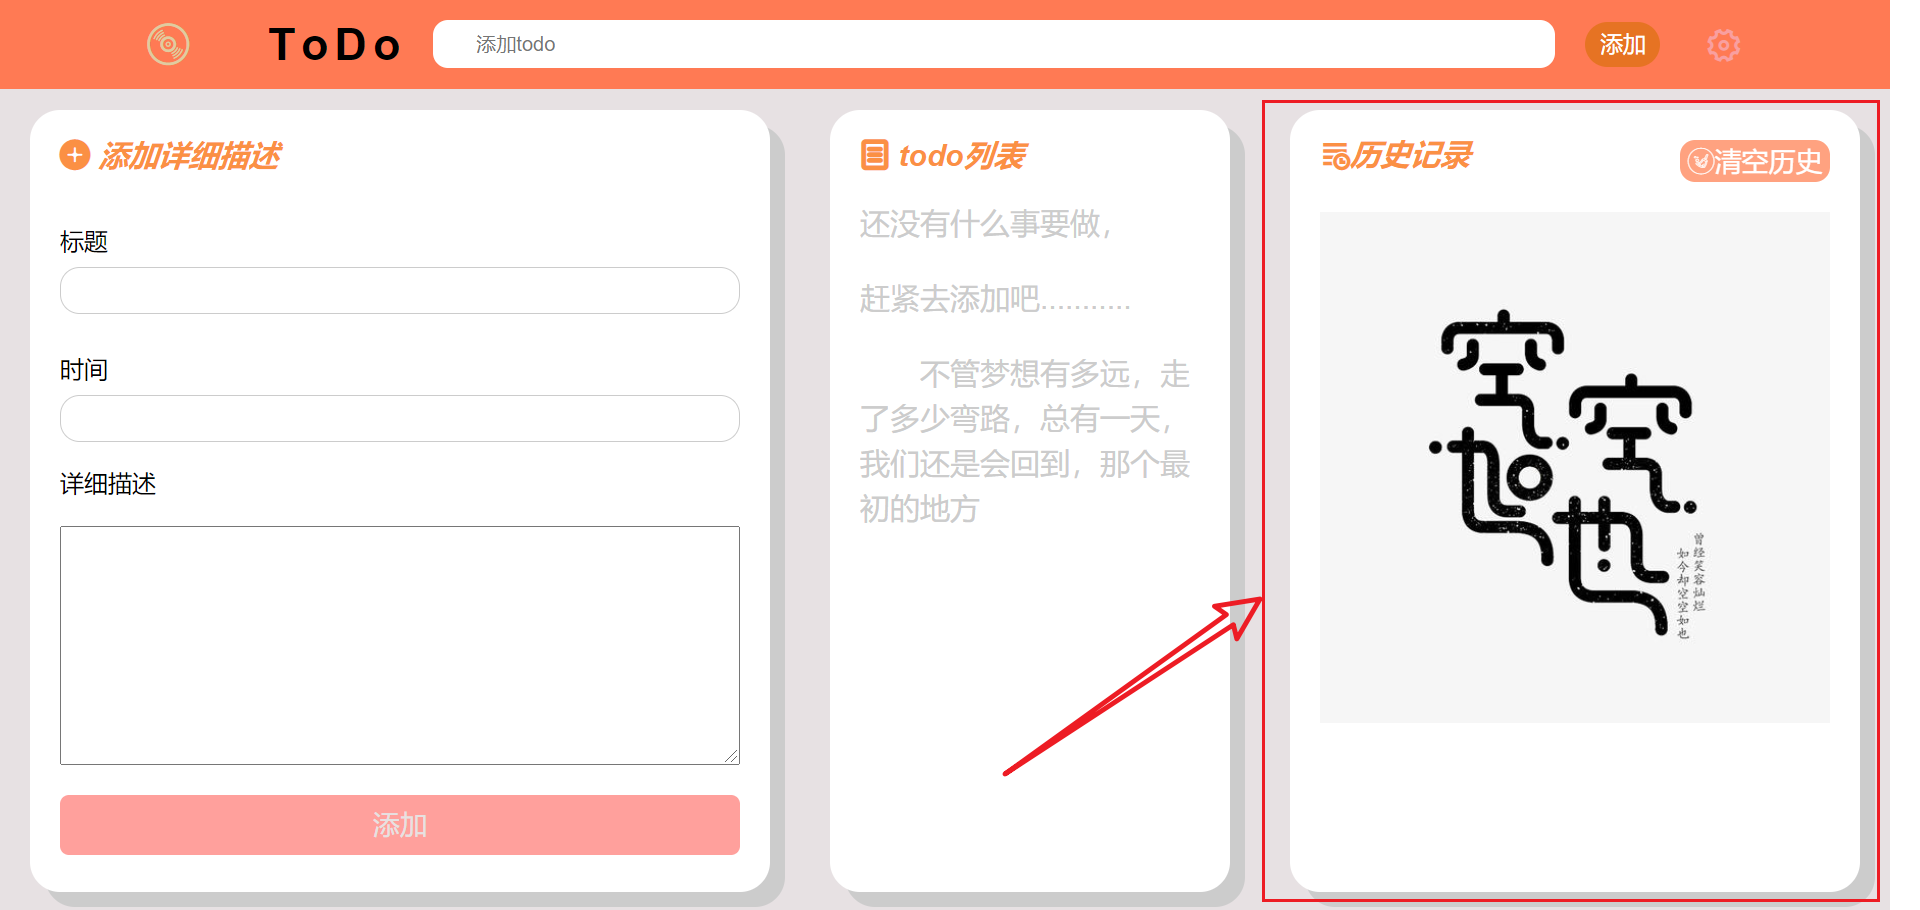 ToDo
添加todo
添加
添加详细描述
标题
时间
详细描述
添加
todo列表
还没有什么事要做，
赶紧去添加吧...........
不管梦想有多远，走
了多少弯路，总有一天，
我们还是会回到，那个最
初的地方
历史记录
清空历史
空空
如也
曾经笑容灿烂
如今却空空如也